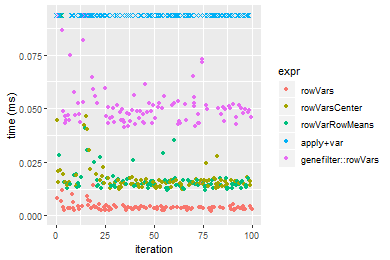 time (ms)
0.075
0.050
0.025
0.000
0
25
50
75
100
iteration
expr
rowVars
rowVarsCenter
rowVarRowMeans
apply+var
genefilter::rowVars